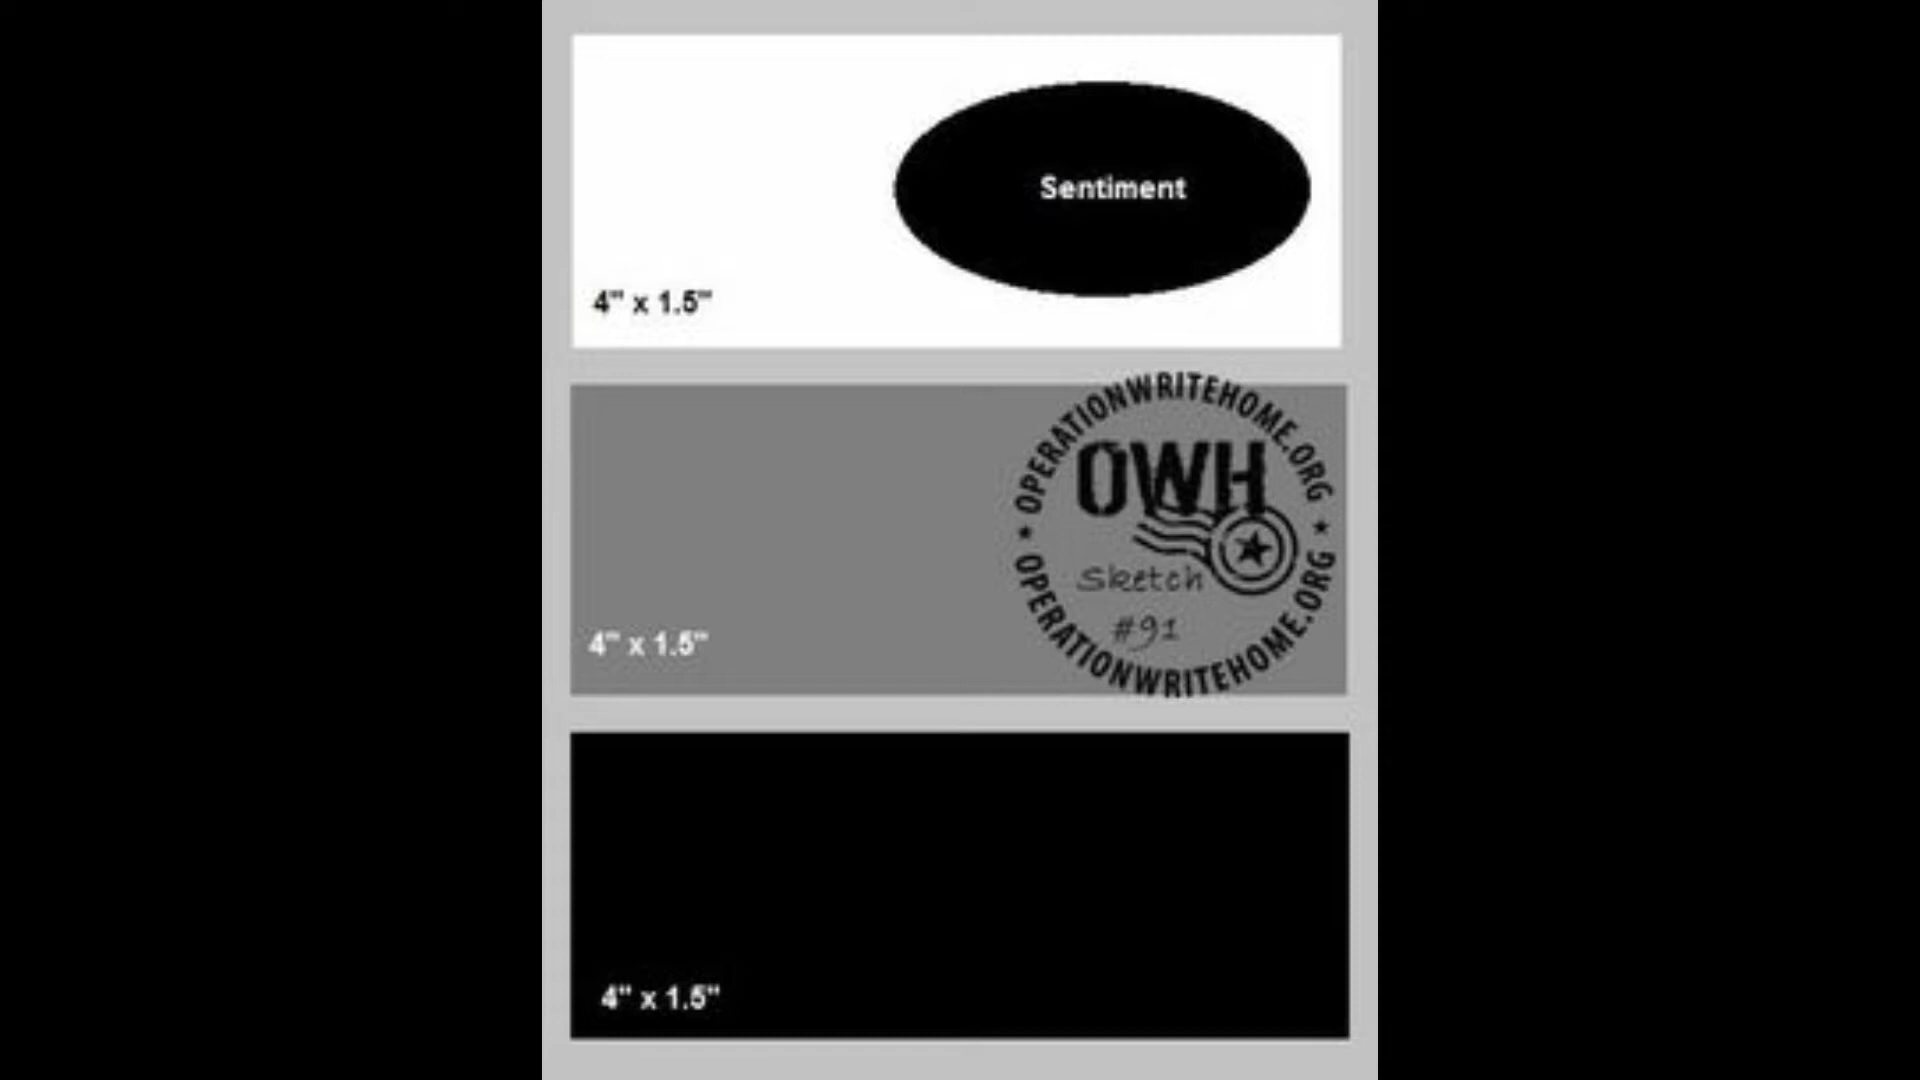 Sentiment
4" x 1.5"
OPERATIONWRITEHOME.ORG
OWH
Sketch
#91
★ OPERATIONWRITEHOME.ORG ★
4" x 1.5"
4" x 1.5"